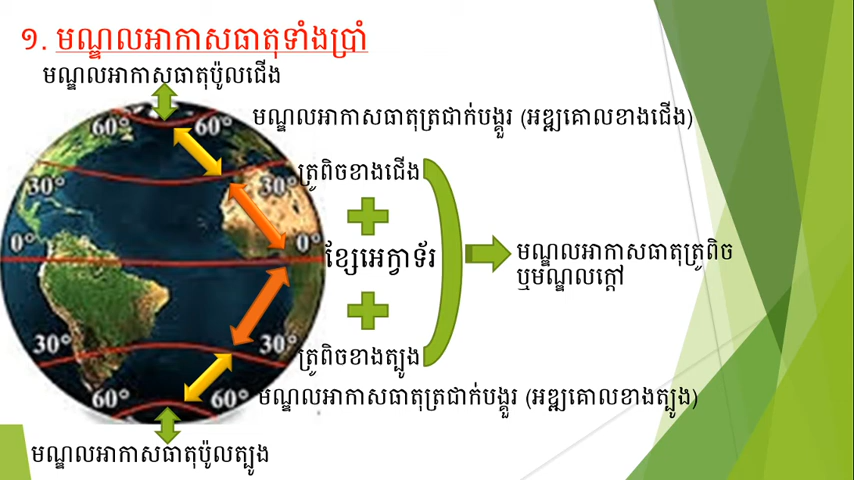 ១. មណ្ឌលអាកាសធាតុទាំងប្រាំ
មណ្ឌលអាកាសធាតុប៉ូលជើង
60° 60°
មណ្ឌលអាកាសធាតុត្រជាក់បង្គួរ (អឌ្ឍគោលខាងជើង)
30° 30°
ត្រូពិចខាងជើង
0° 0°
ខ្សែអេក្វាទ័រ
មណ្ឌលអាកាសធាតុត្រូពិច
ឬមណ្ឌលក្តៅ
30° 30°
ត្រូពិចខាងត្បូង
60° 60°
មណ្ឌលអាកាសធាតុត្រជាក់បង្គួរ (អឌ្ឍគោលខាងត្បូង)
មណ្ឌលអាកាសធាតុប៉ូលត្បូង